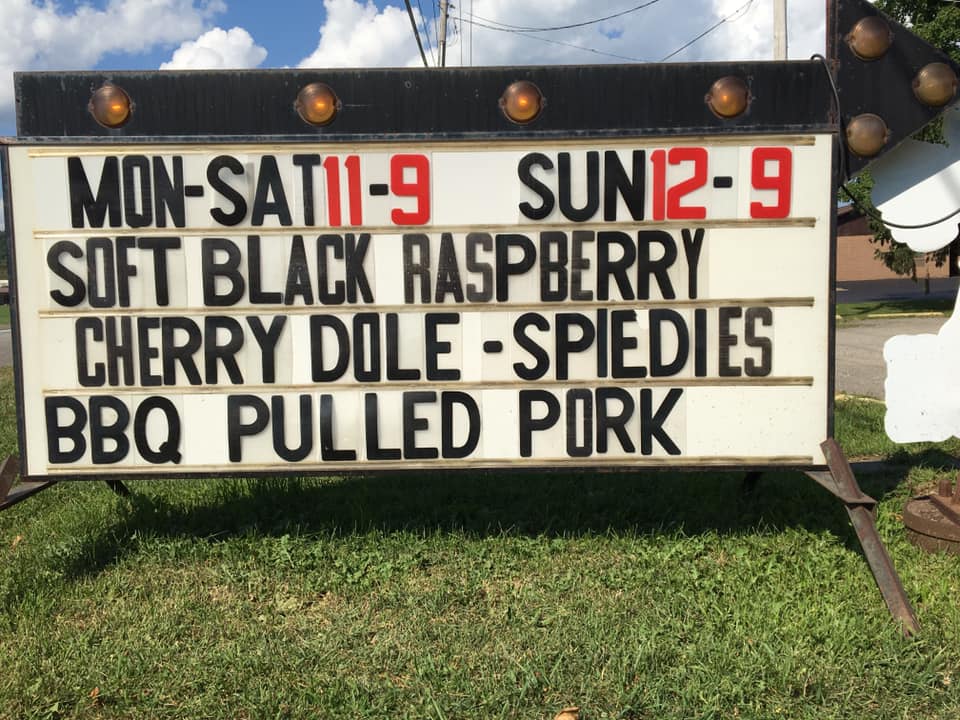 MON-SAT 11-9 SUN 12-9
SOFT BLACK RASPBERRY
CHERRY DOLE -SPIEDIES
BBQ PULLED PORK